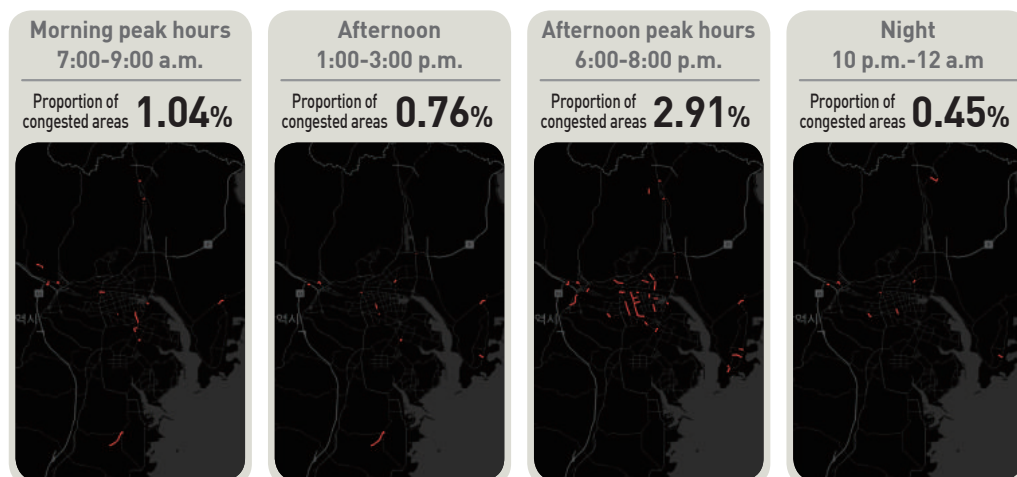 Morning peak hours
7:00-9:00 a.m.
Proportion of
congested areas 1.04%
Afternoon
1:00-3:00 p.m.
Proportion of
congested areas 0.76%
역시
Afternoon peak hours
6:00-8:00 p.m.
Proportion of
congested areas 2.91%
역시
Night
10 p.m.-12 a.m
Proportion of
congested areas 0.45%
역시
역시